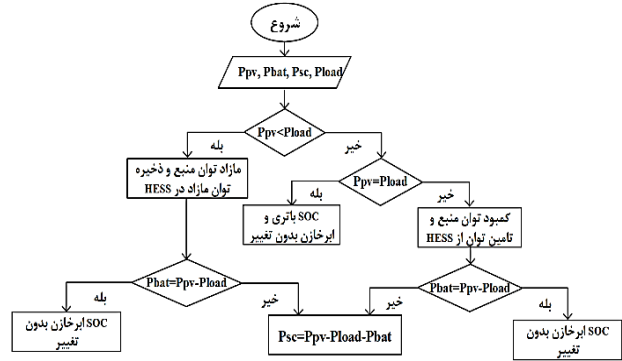 شروع
Ppv, Pbat, Psc, Pload
Ppv<Pload
بله
خیر
مازاد توان منبع و ذخیره
توان مازاد در HESS
Ppv=Pload
بله
خیر
SOC باتری و
ابرخازن بدون تغییر
کمبود توان منبع و
تامین توان از HESS
Pbat=Ppv-Pload
بله
خیر
Pbat=Ppv-Pload
خیر
بله
SOC ابرخازن بدون
تغییر
Psc=Ppv-Pload-Pbat
SOC ابرخازن بدون
تغییر